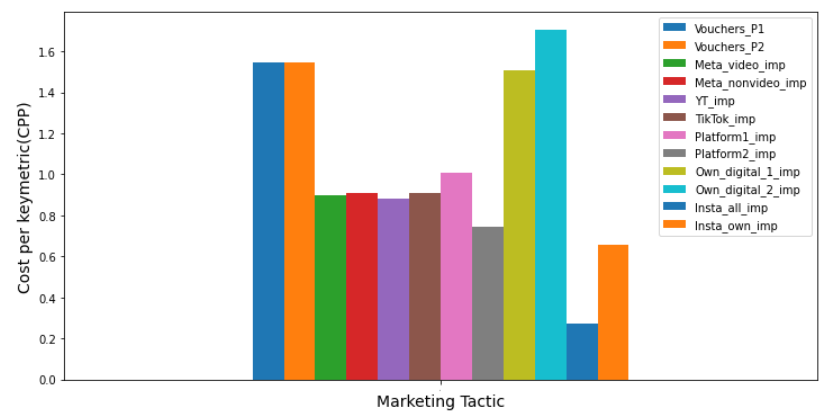 Cost per keymetric(CPP)
1.6
1.4
1.2
1.0
0.8
0.6
0.4
0.2
0.0
Vouchers_P1
Vouchers_P2
Meta_video_imp
Meta_nonvideo_imp
YT_imp
TikTok_imp
Platform1_imp
Platform2_imp
Own_digital_1_imp
Own_digital_2_imp
Insta_all_imp
Insta_own_imp
Marketing Tactic